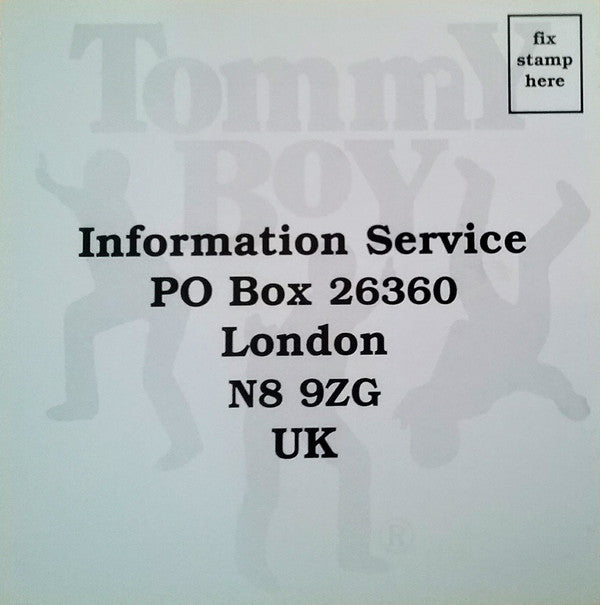 TommY
BOY
fix
stamp
here
Information Service
PO Box 26360
London
N8 9ZG
UK
®